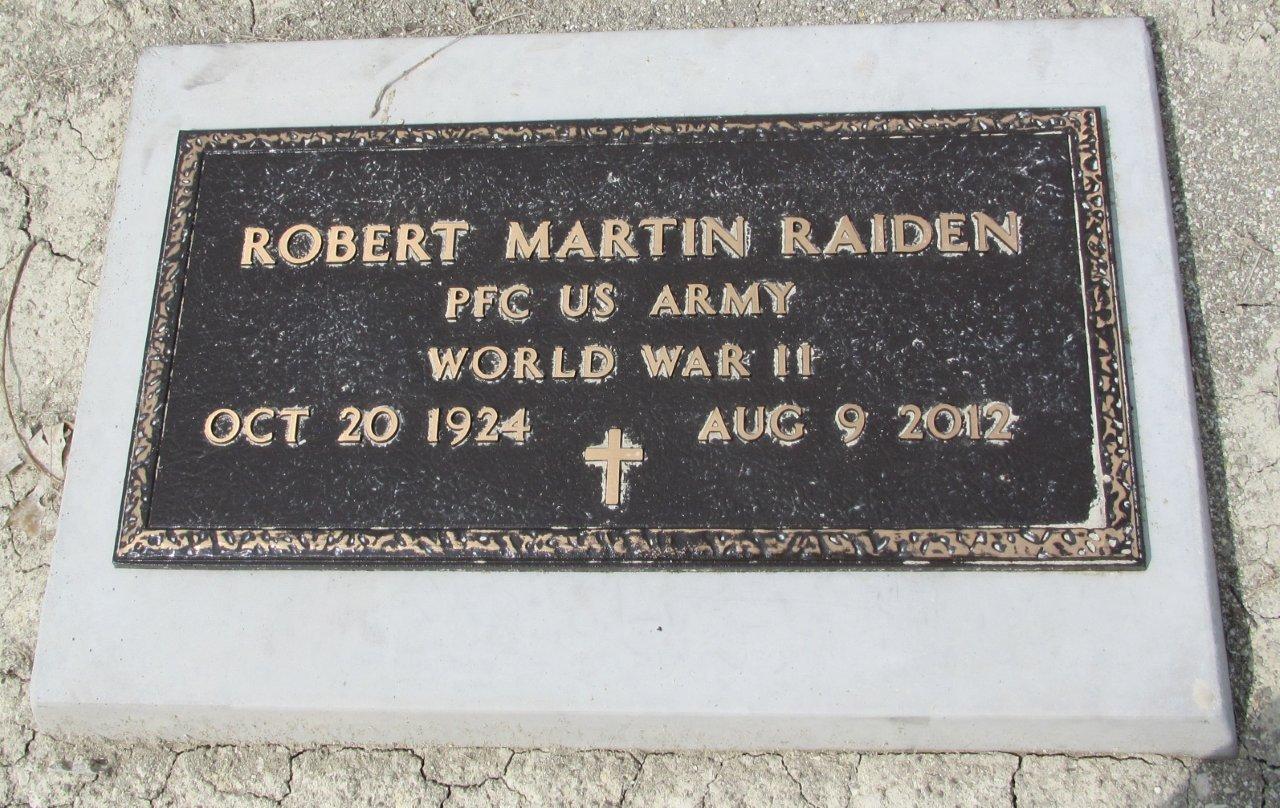 ROBERT MARTIN RAIDEN
PFC US ARMY
WORLD WAR II
OCT 20 1924 AUG 9 2012